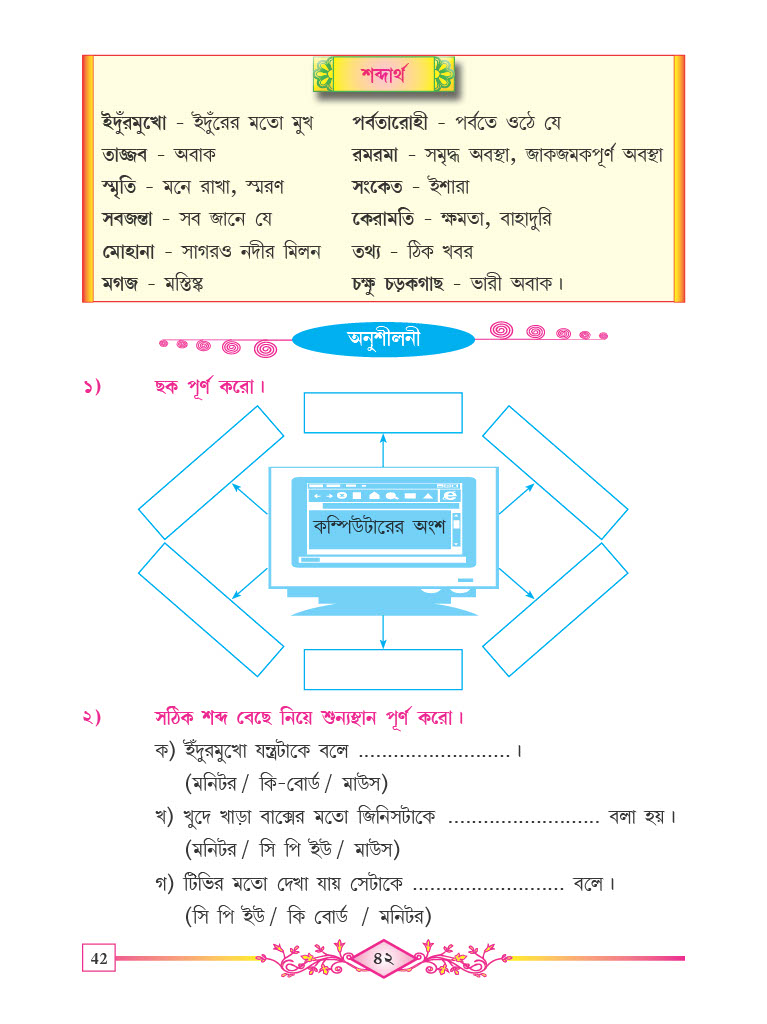 শব্দার্থ
ইদুঁরমুখো - ইদুঁরের মতো মুখ
তাজ্জব - অবাক
স্মৃতি - মনে রাখা, স্মরণ
সবজন্তা - সব জানে যে
মোহানা - সাগরও নদীর মিলন
মগজ - মস্তিষ্ক
পর্বতারোহী - পর্বতে ওঠে যে
রমরমা - সমৃদ্ধ অবস্থা, জাকজমকপূর্ণ অবস্থা
সংকেত - ইশারা
কেরামতি - ক্ষমতা, বাহাদুরি
তথ্য - ঠিক খবর
চক্ষু চড়কগাছ - ভারী অবাক।
অনুশীলনী
১) ছক পূর্ণ করো।
কম্পিউটারের অংশ
২) সঠিক শব্দ বেছে নিয়ে শুন্যস্থান পূর্ণ করো।
ক) ইঁদুরমুখো যন্ত্রটাকে বলে ..........................।
(মনিটর / কি-বোর্ড / মাউস)
খ) খুদে খাড়া বাক্সের মতো জিনিসটাকে .......................... বলা হয়।
(মনিটর / সি পি ইউ / মাউস)
গ) টিভির মতো দেখা যায় সেটাকে .......................... বলে।
(সি পি ইউ / কি বোর্ড / মনিটর)
42
৪২